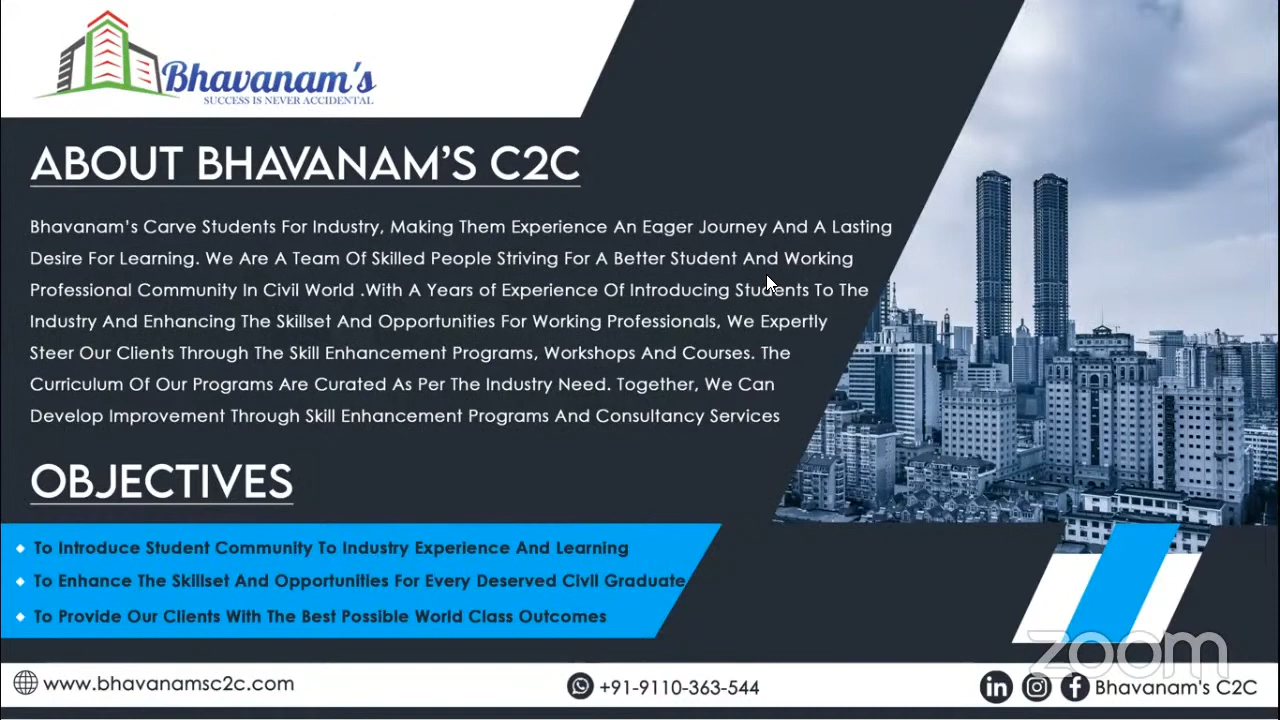 Bhavanam's
SUCCESS IS NEVER ACCIDENTAL
ABOUT BHAVANAM'S C2C
Bhavanam's Carve Students For Industry, Making Them Experience An Eager Journey And A Lasting
Desire For Learning. We Are A Team Of Skilled People Striving For A Better Student And Working
Professional Community In Civil World .With A Years of Experience Of Introducing Students To The
Industry And Enhancing The Skillset And Opportunities For Working Professionals, We Expertly
Steer Our Clients Through The Skill Enhancement Programs, Workshops And Courses. The
Curriculum Of Our Programs Are Curated As Per The Industry Need. Together, We Can
Develop Improvement Through Skill Enhancement Programs And Consultancy Services
OBJECTIVES
To Introduce Student Community To Industry Experience And Learning
To Enhance The Skillset And Opportunities For Every Deserved Civil Graduate
To Provide Our Clients With The Best Possible World Class Outcomes
zoom
www.bhavanamsc2c.com
+91-9110-363-544
Bhavanam's C2C